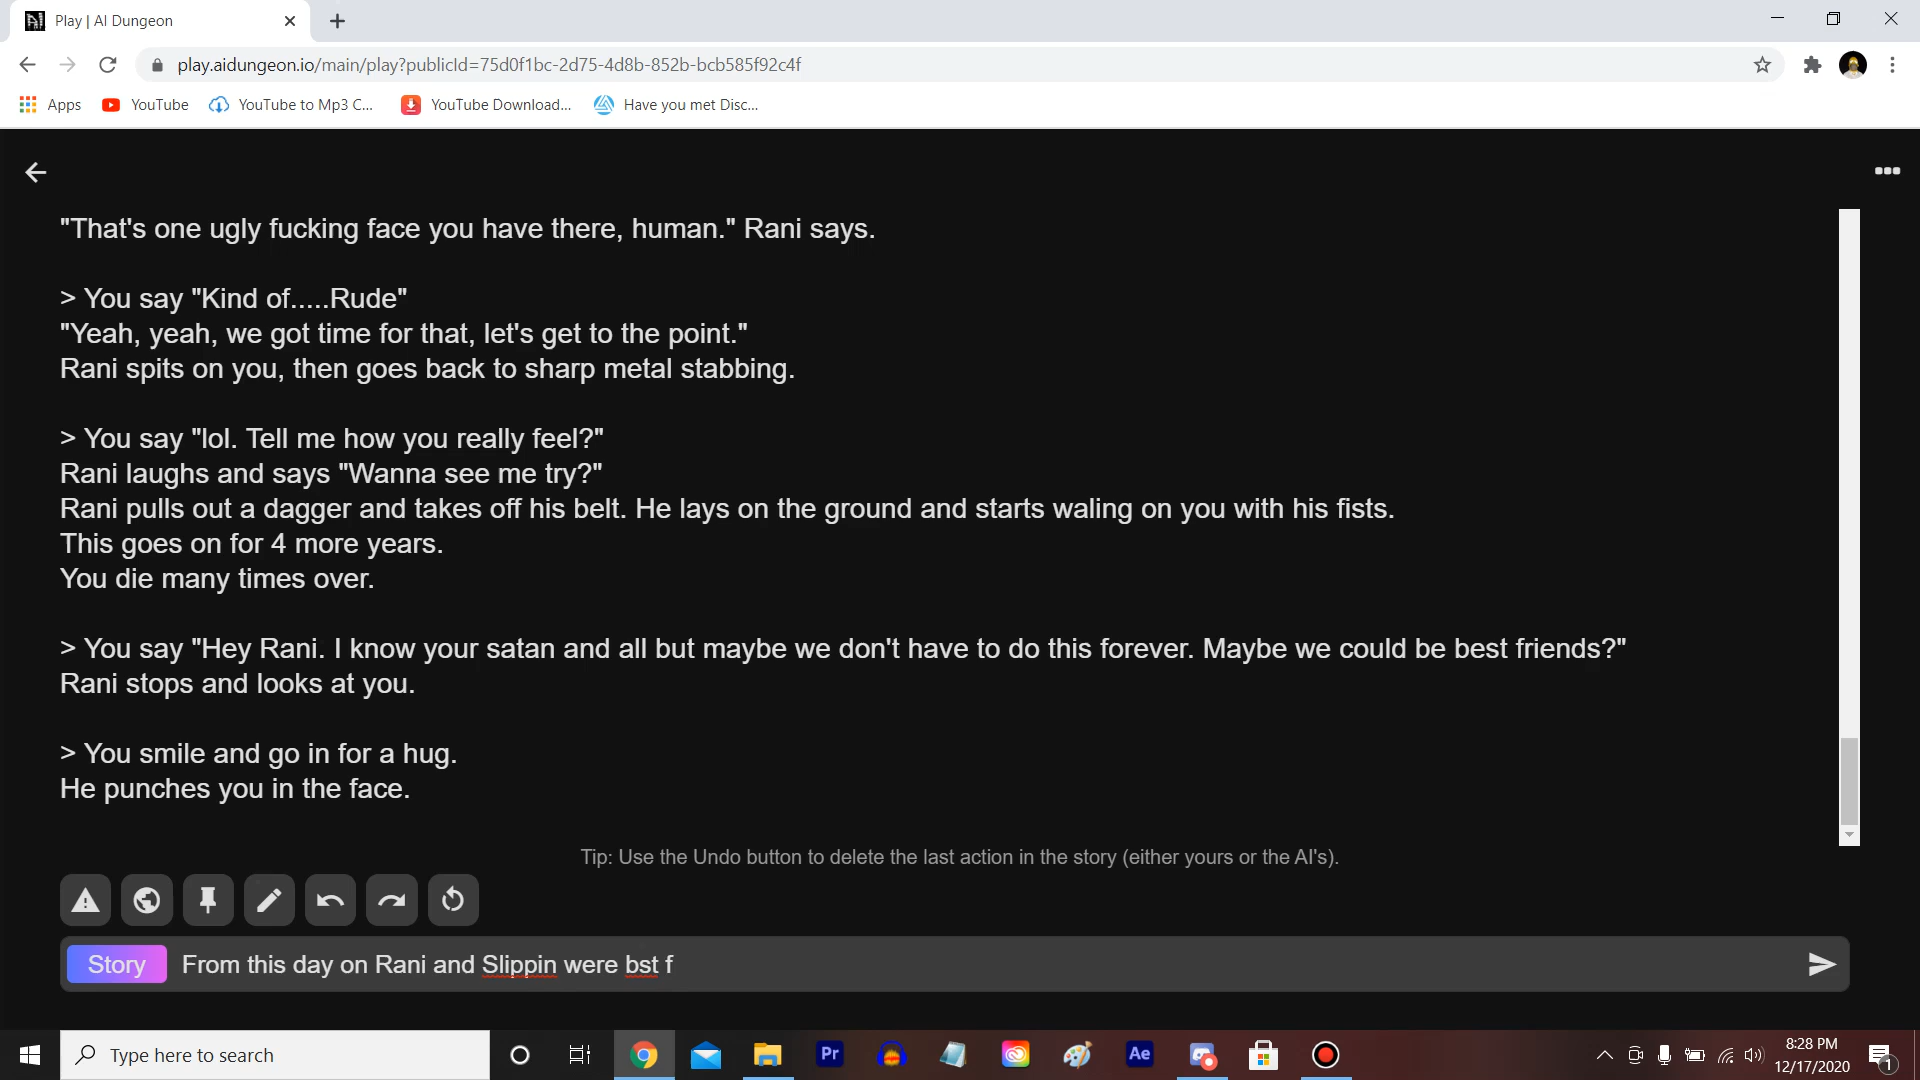 Play | AI Dungeon
play.aidungeon.io/main/play?publicId=75d0f1bc-2d75-4d8b-852b-bcb585f92c4f
Apps YouTube YouTube to Mp3 C... YouTube Download... Have you met Disc...
"That's one ugly fucking face you have there, human." Rani says.
> You say "Kind of.....Rude"
"Yeah, yeah, we got time for that, let's get to the point."
Rani spits on you, then goes back to sharp metal stabbing.
> You say "lol. Tell me how you really feel?"
Rani laughs and says "Wanna see me try?"
Rani pulls out a dagger and takes off his belt. He lays on the ground and starts waling on you with his fists.
This goes on for 4 more years.
You die many times over.
> You say "Hey Rani. I know your satan and all but maybe we don't have to do this forever. Maybe we could be best friends?"
Rani stops and looks at you.
> You smile and go in for a hug.
He punches you in the face.
Tip: Use the Undo button to delete the last action in the story (either yours or the AI's).
Story From this day on Rani and Slippin were bst f
Type here to search
Pr
Ae
8:28 PM
12/17/2020
1